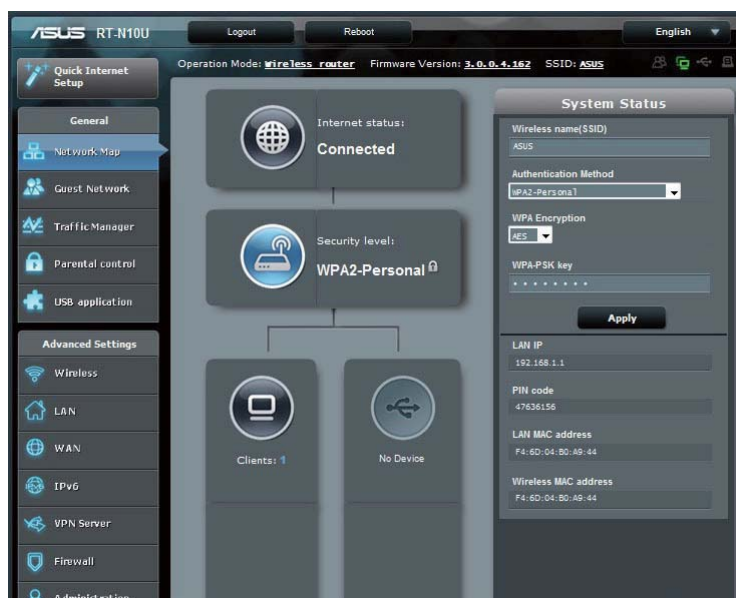 ASUS RT-N10U
Logout
Reboot
English
Quick Internet
Setup
Operation Mode: Wireless router Firmware Version: 3.0.0.4.162 SSID: ASUS
General
Network Map
Guest Network
Traffic Manager
Parental control
USB application
Advanced Settings
Wireless
LAN
WAN
IPv6
VPN Server
Firewall
Administration
Internet status:
Connected
Security level:
WPA2-Personal
Clients: 1
No Device
System Status
Wireless name(SSID)
ASUS
Authentication Method
WPA2-Personal
WPA Encryption
AES
WPA-PSK key
Apply
LAN IP
192.168.1.1
PIN code
47636156
LAN MAC address
F4:6D:04:B0:A9:44
Wireless MAC address
F4:6D:04:B0:A9:44